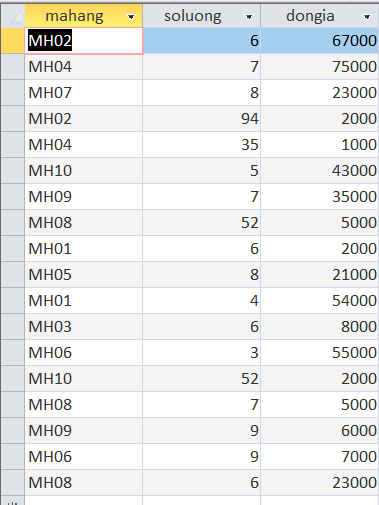 mahang soluong dongia
MH02 6 67000
MH04 7 75000
MH07 8 23000
MH02 94 2000
MH04 35 1000
MH10 5 43000
MH09 7 35000
MH08 52 5000
MH01 6 2000
MH05 8 21000
MH01 4 54000
MH03 6 8000
MH06 3 55000
MH10 52 2000
MH08 7 5000
MH09 9 6000
MH06 9 7000
MH08 6 23000